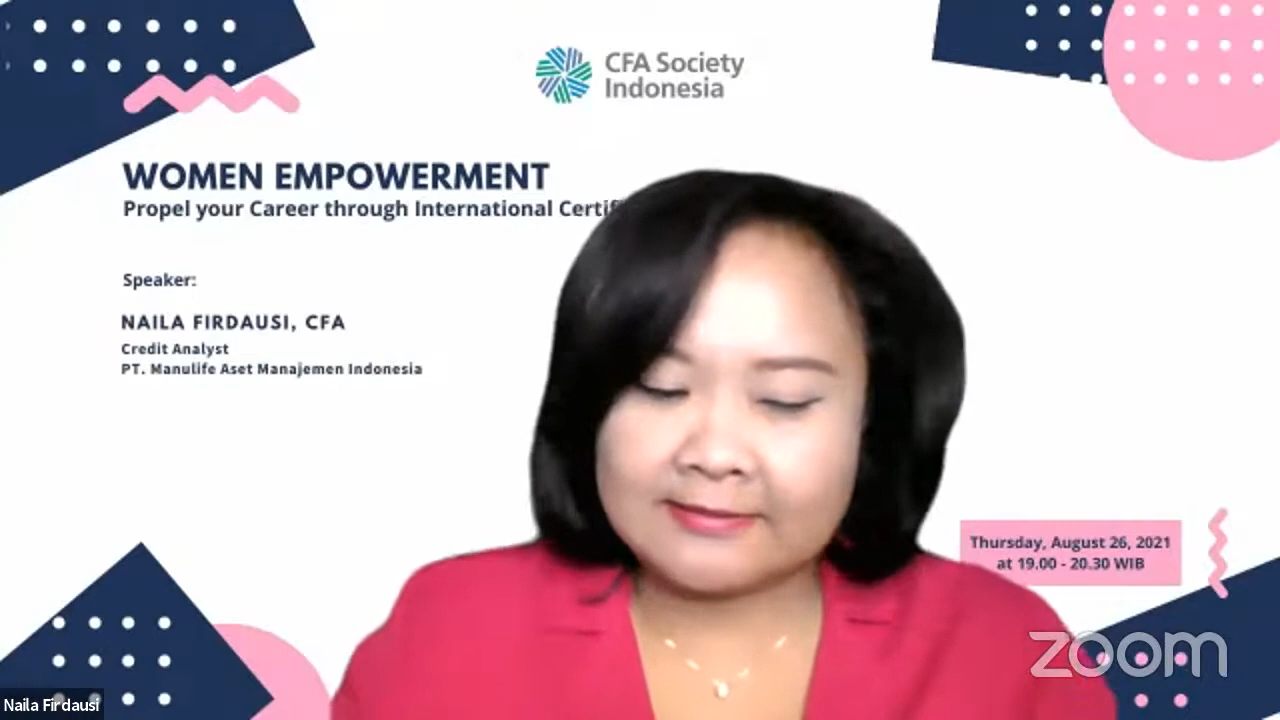 CFA Society
Indonesia
WOMEN EMPOWERMENT
Propel your Career through International
Speaker:
NAILA FIRDAUSI, CFA
Credit Analyst
PT. Manulife Aset Manajemen Indonesia
Thursday, August 26, 2021
at 19.00 - 20.30 WIB
zoom
Naila Firdausi